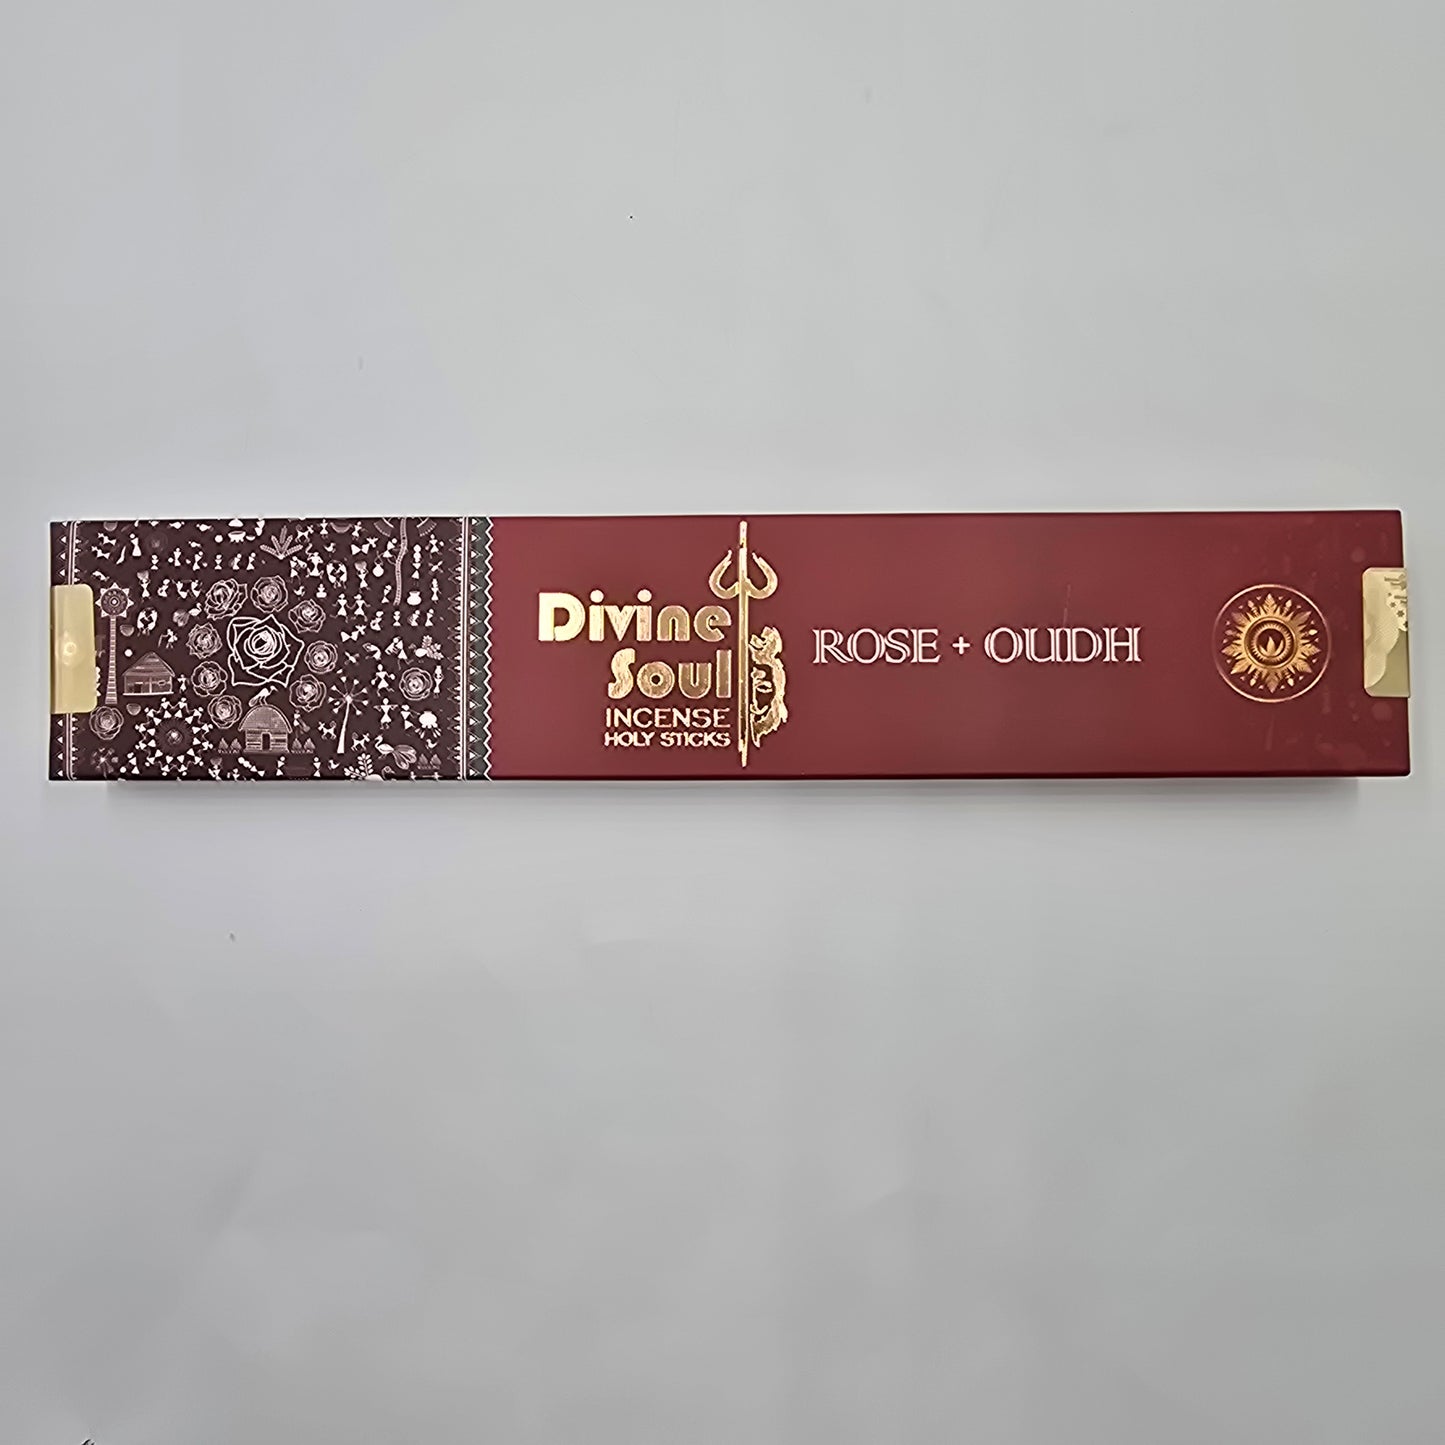 Divine
Soul
INCENSE
HOLY STICKS
ROSE + OUDH